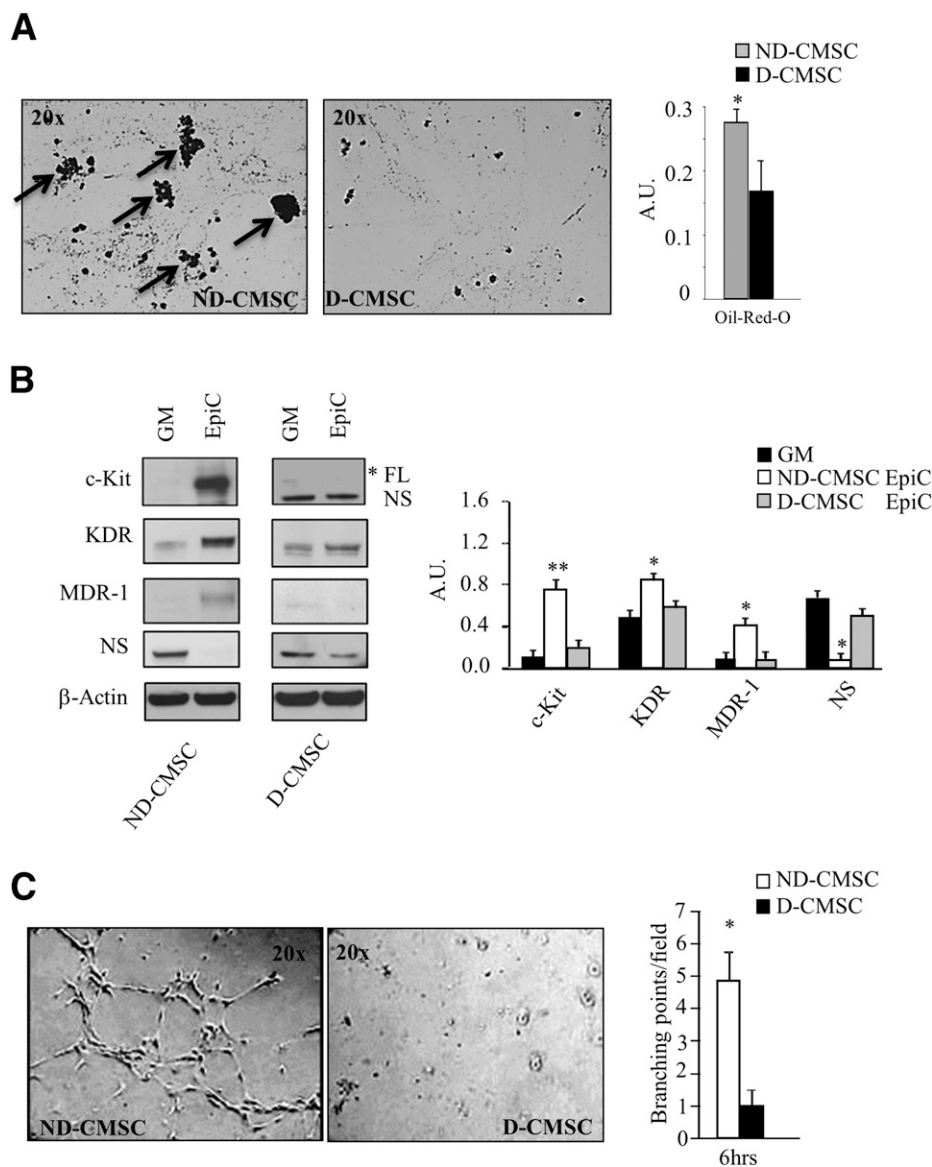 A
ND-CMSC
D-CMSC
20x
ND-CMSC
20x
D-CMSC
0.3
0.2
0.1
0
A.U.
*
Oil-Red-O
B
GM
EpiC
GM
EpiC
c-Kit
* FL
NS
KDR
MDR-1
NS
β-Actin
ND-CMSC
D-CMSC
GM
ND-CMSC EpiC
D-CMSC EpiC
1.6
1.2
0.8
0.4
0.0
A.U.
**
*
*
*
c-Kit
KDR
MDR-1
NS
C
20x
ND-CMSC
20x
D-CMSC
ND-CMSC
D-CMSC
7
6
5
4
3
2
1
0
Branching points/field
*
6hrs